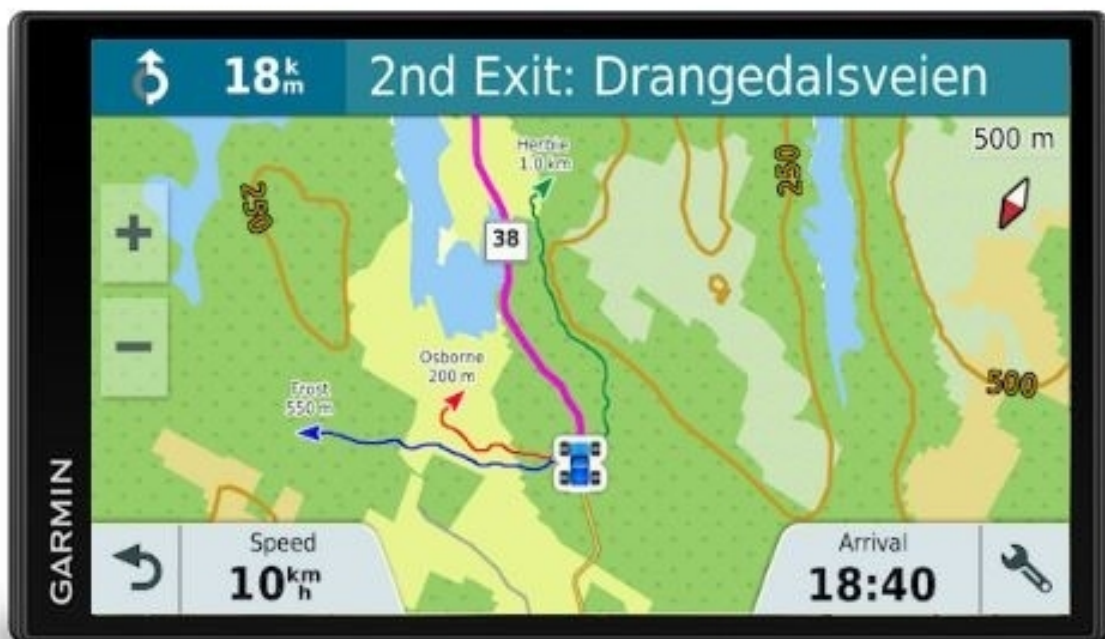 18 km
2nd Exit: Drangedalsveien
500 m
Herbie
1.0 km
250
250
38
Osborne
200 m
Frost
550 m
500
GARMIN
Speed
10 km/h
Arrival
18:40